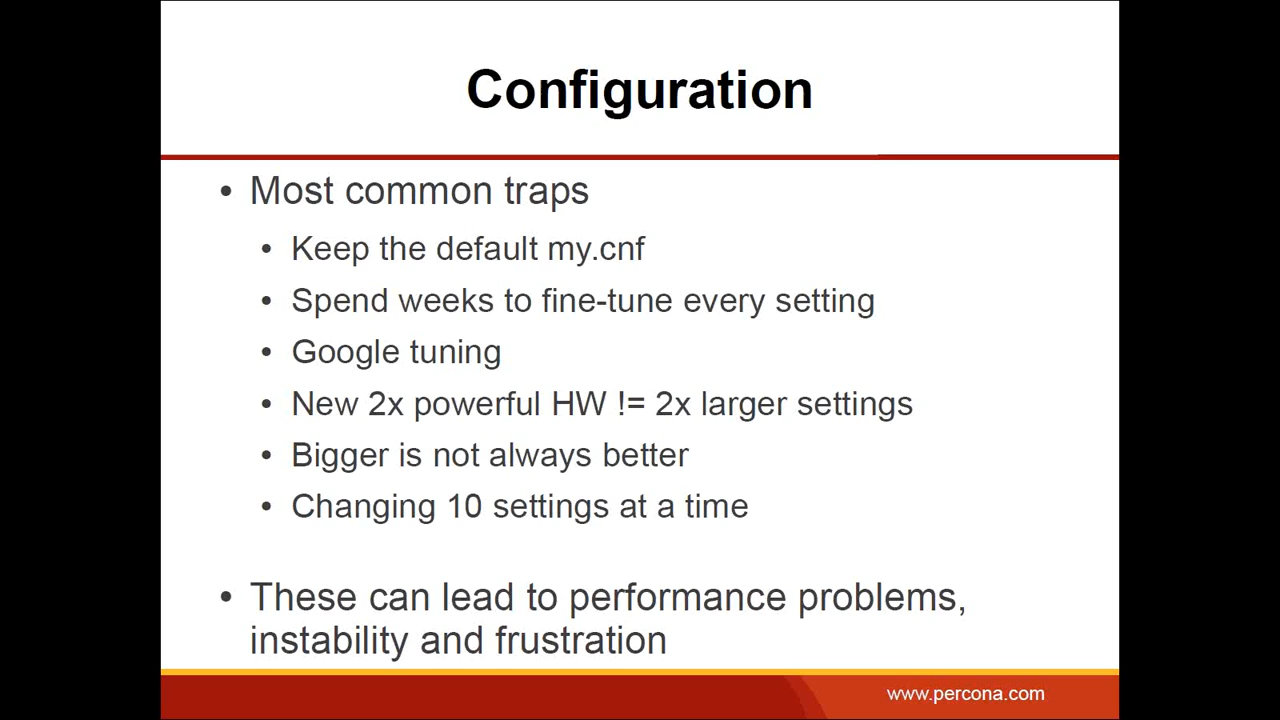 Configuration
• Most common traps
• Keep the default my.cnf
• Spend weeks to fine-tune every setting
• Google tuning
• New 2x powerful HW != 2x larger settings
• Bigger is not always better
• Changing 10 settings at a time
• These can lead to performance problems,
instability and frustration
www.percona.com